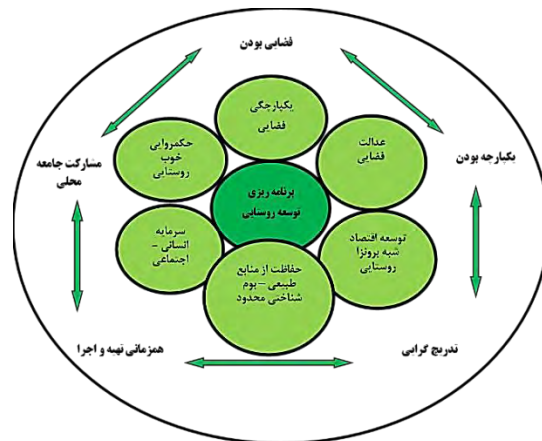 فضایی بودن
یکپارچگی
فضایی
عدالت
فضایی
حکمروایی
خوب
روستایی
یکپارچه بودن
مشارکت جامعه
محلی
برنامه ریزی
توسعه روستایی
سرمایه
انسانی –
اجتماعی
توسعه اقتصاد
شبه برونزا
روستایی
حفاظت از منابع
طبیعی – بوم
شناختی محدود
همزمانی تهیه و اجرا
تدریج گرایی